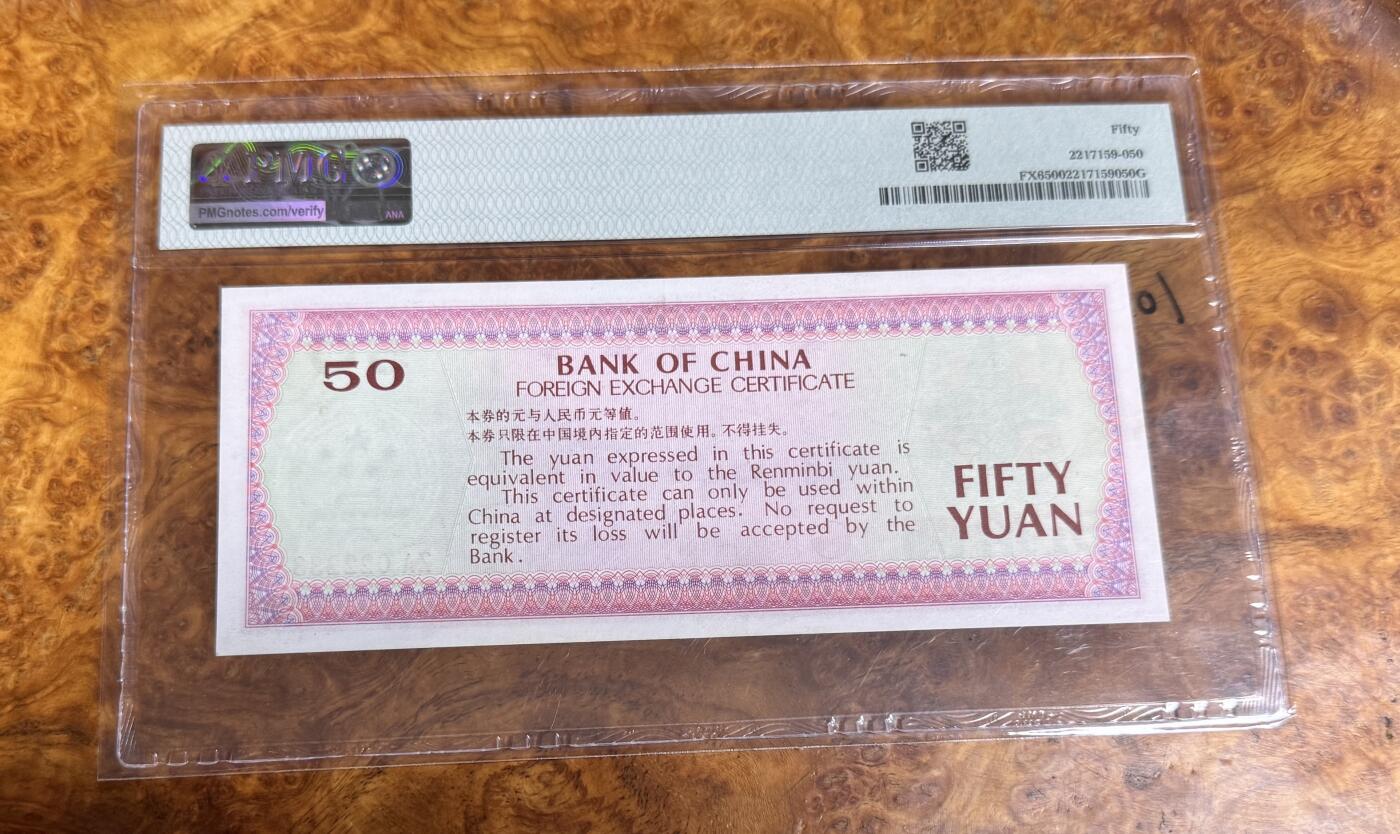 PMG
PMGnotes.com/verify
ANA
Fifty
2217159-050
FX65002217159050G
01
50
BANK OF CHINA
FOREIGN EXCHANGE CERTIFICATE
本券的元与人民币元等值。
本券只限在中国境内指定的范围使用。不得挂失。
The yuan expressed in this certificate is
equivalent in value to the Renminbi yuan.
This certificate can only be used within
China at designated places. No request to
register its loss will be accepted by the
Bank.
FIFTY
YUAN